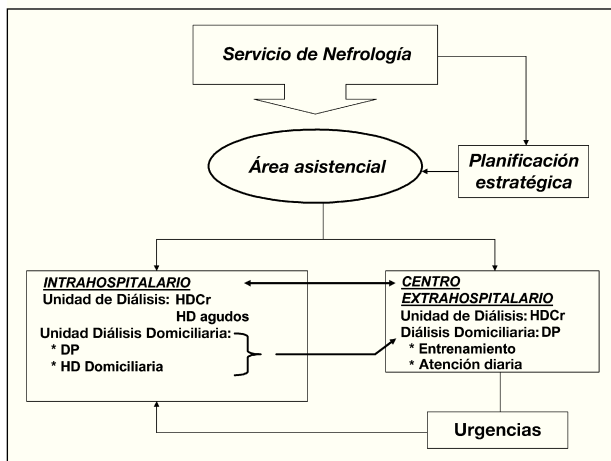 Servicio de Nefrología
Área asistencial
Planificación
estratégica
INTRAHOSPITALARIO
Unidad de Diálisis: HDCr
HD agudos
Unidad Diálisis Domiciliaria:
* DP
* HD Domiciliaria
CENTRO
EXTRAHOSPITALARIO
Unidad de Diálisis: HDCr
Diálisis Domiciliaria: DP
* Entrenamiento
* Atención diaria
Urgencias